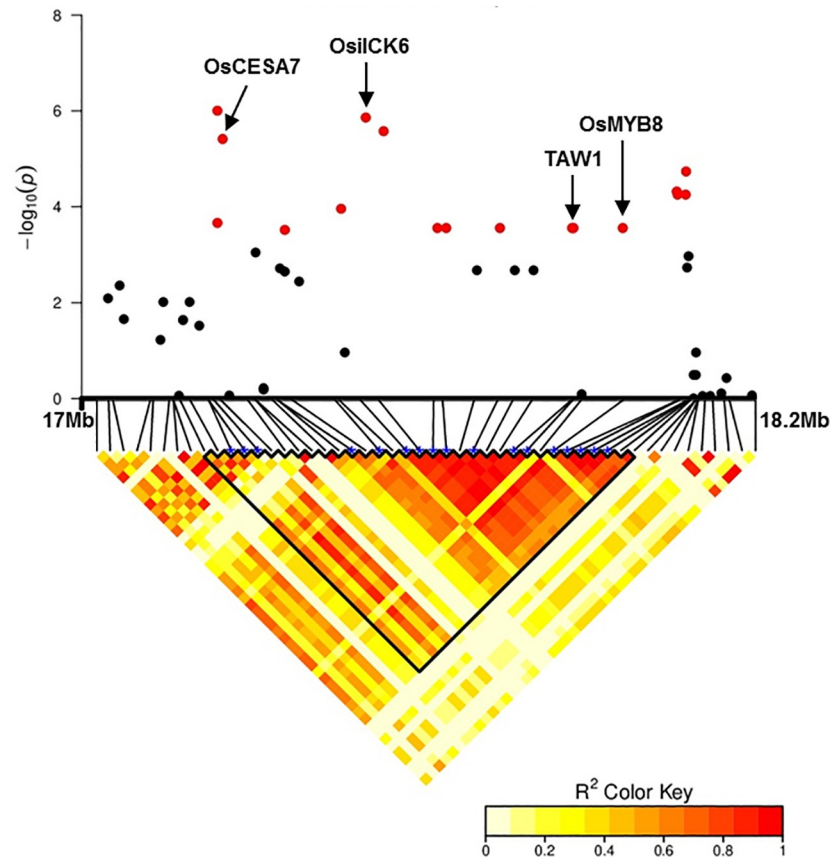 8
OsiICK6
OsCESA7
6
OsMYB8
TAW1
−log10(p)
4
2
0
17Mb
18.2Mb
R2 Color Key
0 0.2 0.4 0.6 0.8 1